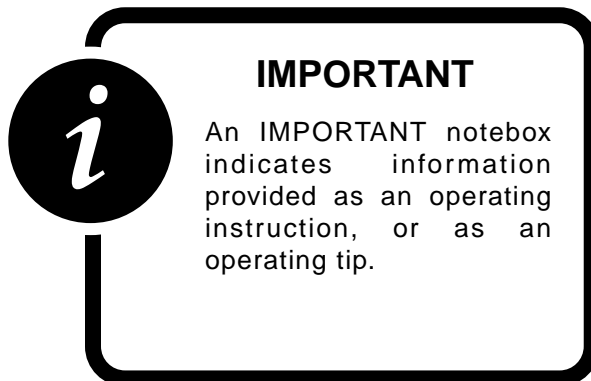 i
IMPORTANT
An IMPORTANT notebox
indicates information
provided as an operating
instruction, or as an
operating tip.